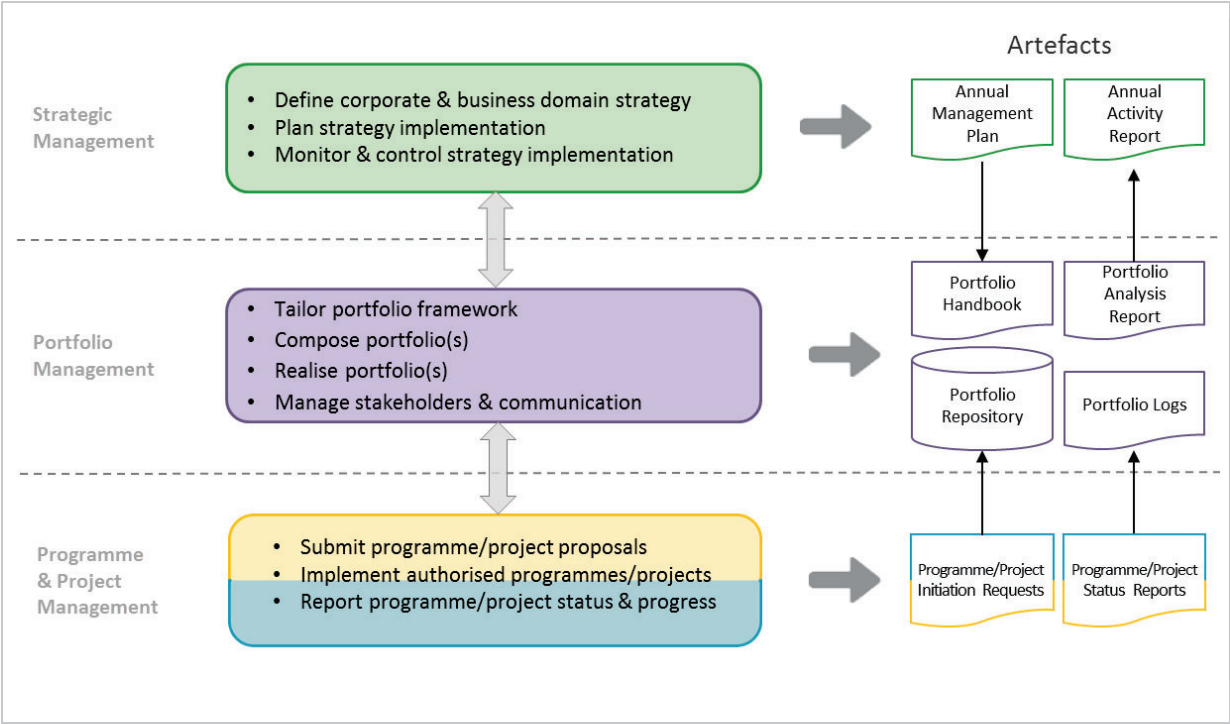 Artefacts
Strategic
Management
• Define corporate & business domain strategy
• Plan strategy implementation
• Monitor & control strategy implementation
Annual
Management
Plan
Annual
Activity
Report
Portfolio
Management
• Tailor portfolio framework
• Compose portfolio(s)
• Realise portfolio(s)
• Manage stakeholders & communication
Portfolio
Handbook
Portfolio
Analysis
Report
Portfolio
Repository
Portfolio Logs
Programme
& Project
Management
• Submit programme/project proposals
• Implement authorised programmes/projects
• Report programme/project status & progress
Programme/Project
Initiation Requests
Programme/Project
Status Reports